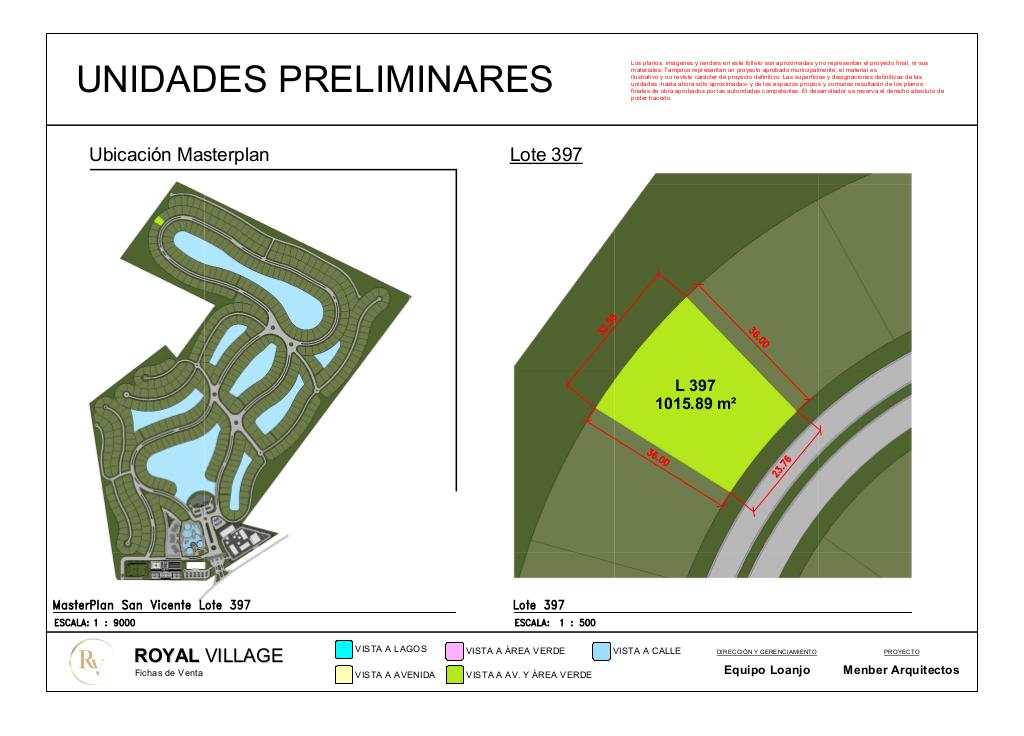 UNIDADES PRELIMINARES
Los planos, imágenes y renders en este folleto son aproximadas y no representan el proyecto final, ni sus
materiales. Tampoco representan un proyecto aprobado municipalmente, el material es
ilustrativo y no reviste carácter de proyecto definitivo. Las superficies y designaciones definitivas de las
unidades -hasta ahora sólo aproximadas- y de los espacios propios y comunes resultarán de los planos
finales de obra aprobados por las autoridades competentes. El desarrollador se reserva el derecho absoluto de
poder hacerlo.
Ubicación Masterplan
Lote 397
36.00
L 397
1015.89 m²
36.00
23.76
MasterPlan San Vicente Lote 397
ESCALA: 1 : 9000
Lote 397
ESCALA: 1 : 500
RV
ROYAL VILLAGE
Fichas de Venta
VISTA A LAGOS
VISTA A ÀREA VERDE
VISTA A CALLE
VISTA A AVENIDA
VISTA A AV. Y ÀREA VERDE
DIRECCIÓN Y GERENCIAMIENTO
Equipo Loanjo
PROYECTO
Menber Arquitectos